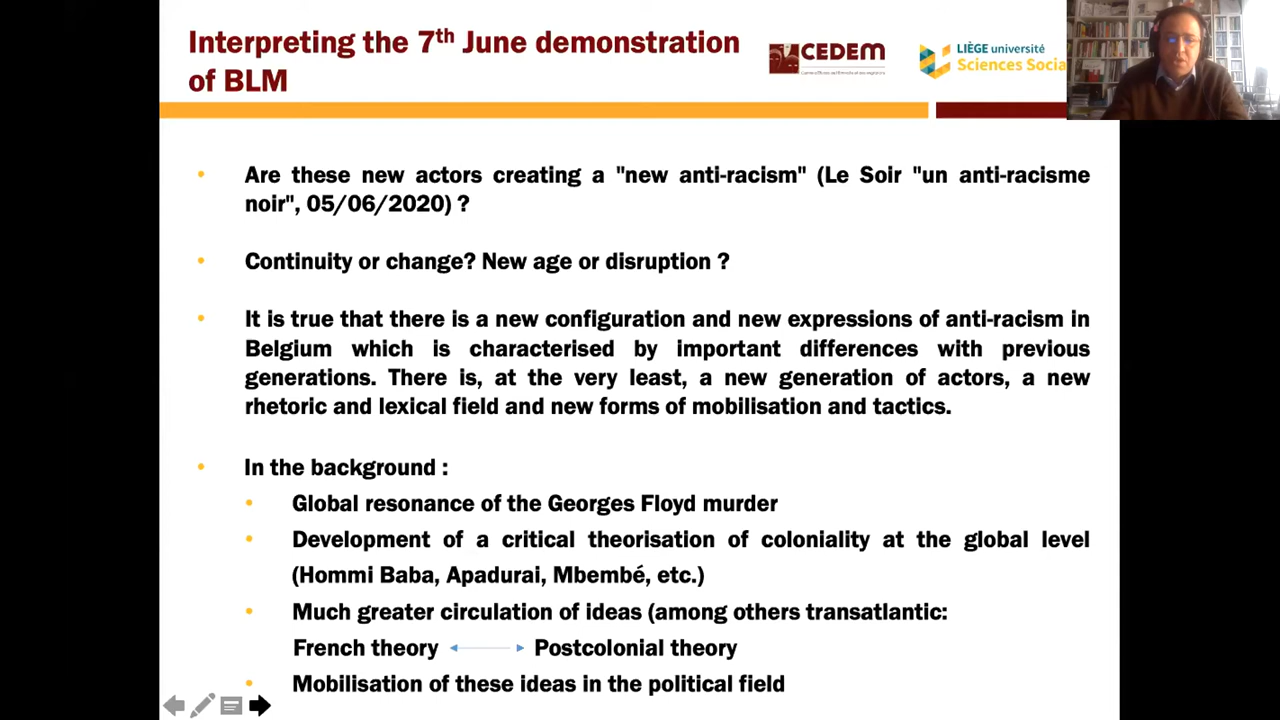 Interpreting the 7th June demonstration
of BLM
CEDEM
LIÈGE université
Sciences Socia
• Are these new actors creating a "new anti-racism" (Le Soir "un anti-racisme
noir", 05/06/2020) ?
• Continuity or change? New age or disruption ?
• It is true that there is a new configuration and new expressions of anti-racism in
Belgium which is characterised by important differences with previous
generations. There is, at the very least, a new generation of actors, a new
rhetoric and lexical field and new forms of mobilisation and tactics.
• In the background :
• Global resonance of the Georges Floyd murder
• Development of a critical theorisation of coloniality at the global level
(Hommi Baba, Apadurai, Mbembé, etc.)
• Much greater circulation of ideas (among others transatlantic:
French theory Postcolonial theory
• Mobilisation of these ideas in the political field